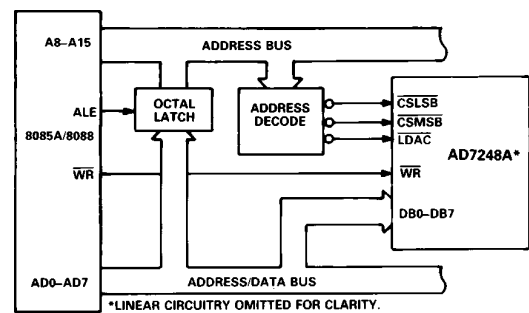 A8–A15
ADDRESS BUS
ALE
8085A/8088
OCTAL
LATCH
ADDRESS
DECODE
CSLSB
CSMSB
LDAC
AD7248A*
WR
WR
DB0–DB7
AD0–AD7
ADDRESS/DATA BUS
*LINEAR CIRCUITRY OMITTED FOR CLARITY.